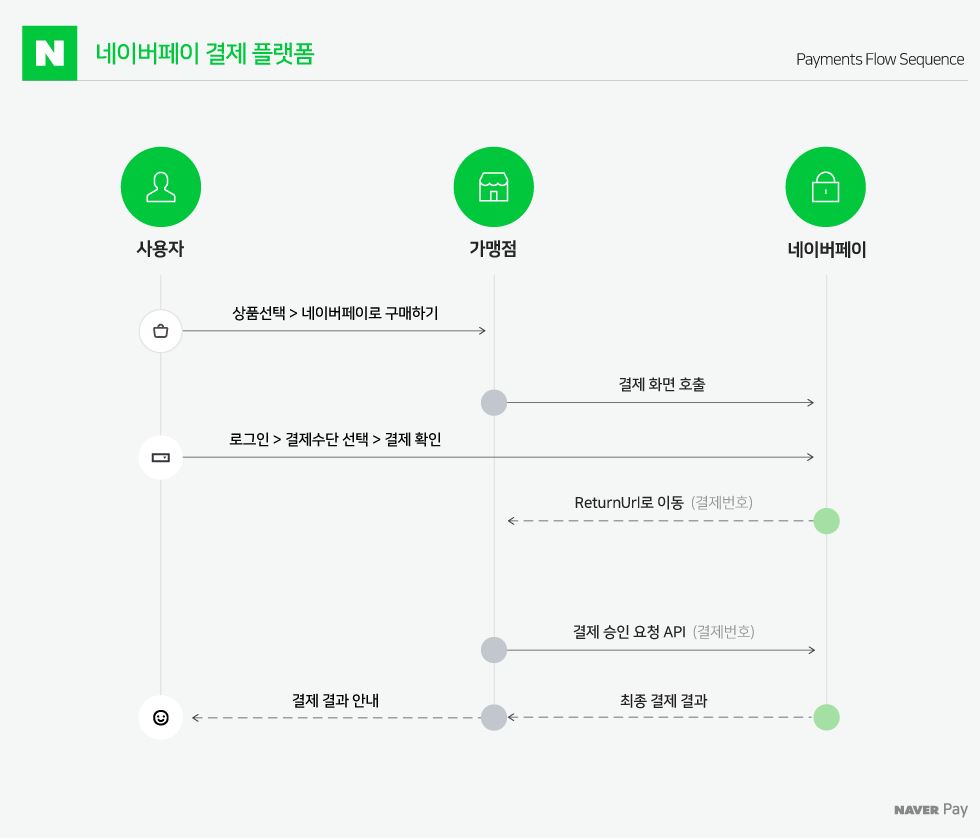 N 네이버페이 결제 플랫폼
Payments Flow Sequence
사용자 가맹점 네이버페이
상품선택 > 네이버페이로 구매하기
결제 화면 호출
로그인 > 결제수단 선택 > 결제 확인
ReturnUrl로 이동 (결제번호)
결제 승인 요청 API (결제번호)
결제 결과 안내 최종 결제 결과
NAVER Pay